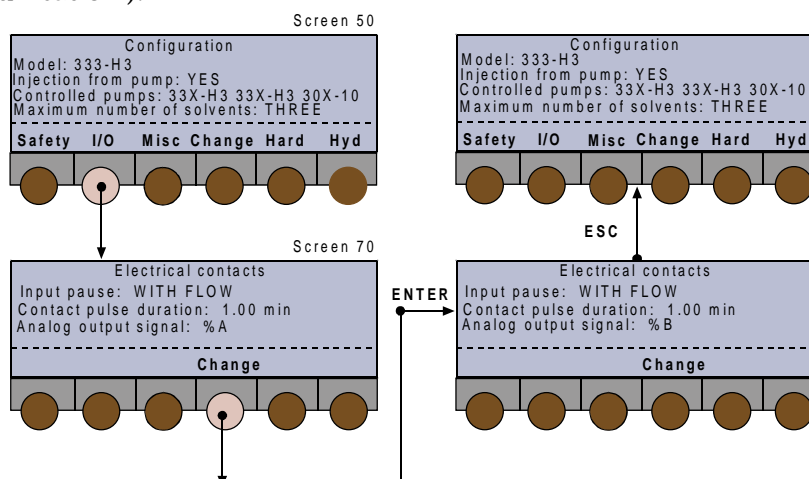 Screen 50
Configuration
Model: 333-H3
Injection from pump: YES
Controlled pumps: 33X-H3 33X-H3 30X-10
Maximum number of solvents: THREE
Safety I/O Misc Change Hard Hyd
Configuration
Model: 333-H3
Injection from pump: YES
Controlled pumps: 33X-H3 33X-H3 30X-10
Maximum number of solvents: THREE
Safety I/O Misc Change Hard Hyd
ESC
Screen 70
Electrical contacts
Input pause: WITH FLOW
Contact pulse duration: 1.00 min
Analog output signal: %A
Change
ENTER
Electrical contacts
Input pause: WITH FLOW
Contact pulse duration: 1.00 min
Analog output signal: %B
Change